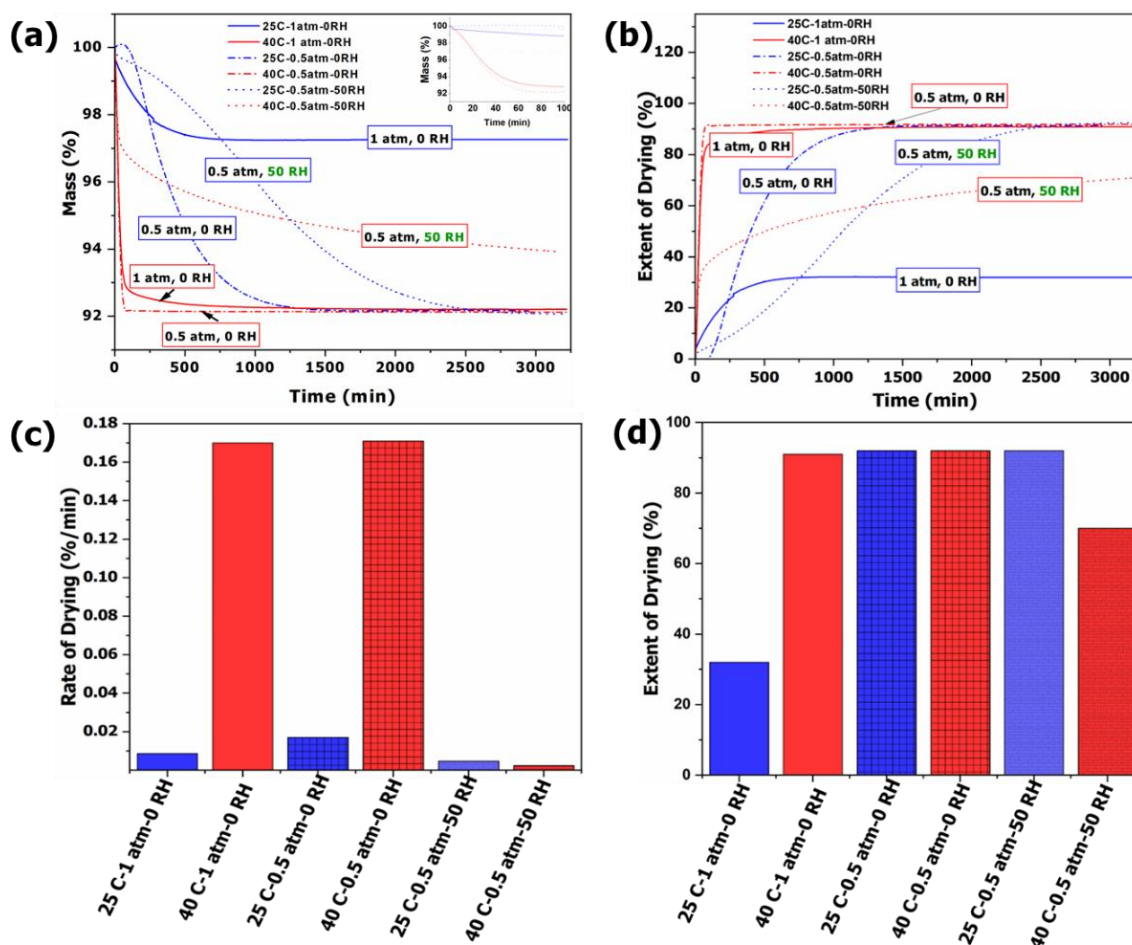 (a)
25C-1atm-0RH
40C-1 atm-0RH
25C-0.5atm-0RH
40C-0.5atm-0RH
25C-0.5atm-50RH
40C-0.5atm-50RH
100
98
96
94
92
Mass (%)
0
500
1000
1500
2000
2500
3000
Time (min)
1 atm, 0 RH
0.5 atm, 50 RH
0.5 atm, 0 RH
0.5 atm, 50 RH
1 atm, 0 RH
0.5 atm, 0 RH
100
98
96
94
92
Mass (%)
0
20
40
60
80
100
Time (min)
(b)
25C-1atm-0RH
40C-1 atm-0RH
25C-0.5atm-0RH
40C-0.5atm-0RH
25C-0.5atm-50RH
40C-0.5atm-50RH
120
100
80
60
40
20
0
Extent of Drying (%)
0
500
1000
1500
2000
2500
3000
Time (min)
0.5 atm, 0 RH
1 atm, 0 RH
0.5 atm, 50 RH
0.5 atm, 0 RH
0.5 atm, 50 RH
1 atm, 0 RH
(c)
0.18
0.16
0.14
0.12
0.10
0.08
0.06
0.04
0.02
Rate of Drying (%/min)
25 C-1 atm-0 RH
40 C-1 atm-0 RH
25 C-0.5 atm-0 RH
40 C-0.5 atm-0 RH
25 C-0.5 atm-50 RH
40 C-0.5 atm-50 RH
(d)
100
80
60
40
20
0
Extent of Drying (%)
25 C-1 atm-0 RH
40 C-1 atm-0 RH
25 C-0.5 atm-0 RH
40 C-0.5 atm-0 RH
25 C-0.5 atm-50 RH
40 C-0.5 atm-50 RH